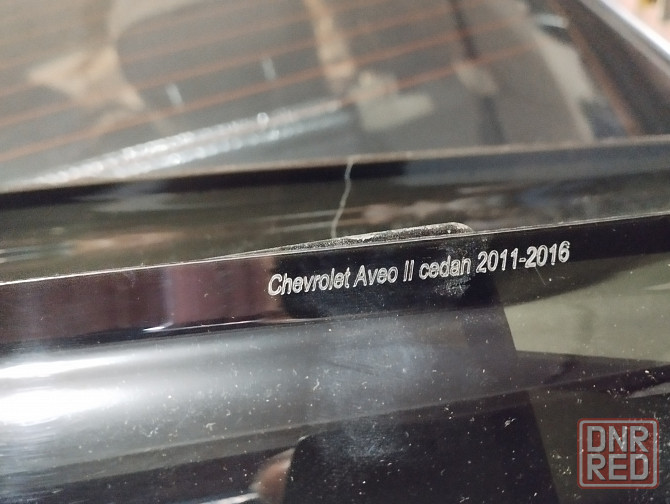 Chevrolet Aveo II cedan 2011-2016
DNR
RED